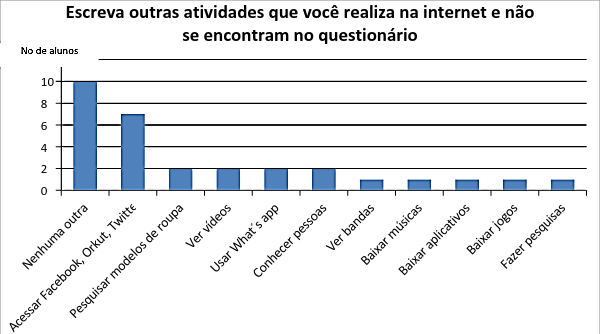 Escreva outras atividades que você realiza na internet e não
se encontram no questionário
No de alunos
10
8
6
4
2
0
Nenhuma outra
Acessar Facebook, Orkut, Twitte
Pesquisar modelos de roupa
Ver vídeos
Usar What´s app
Conhecer pessoas
Ver bandas
Baixar músicas
Baixar aplicativos
Baixar jogos
Fazer pesquisas